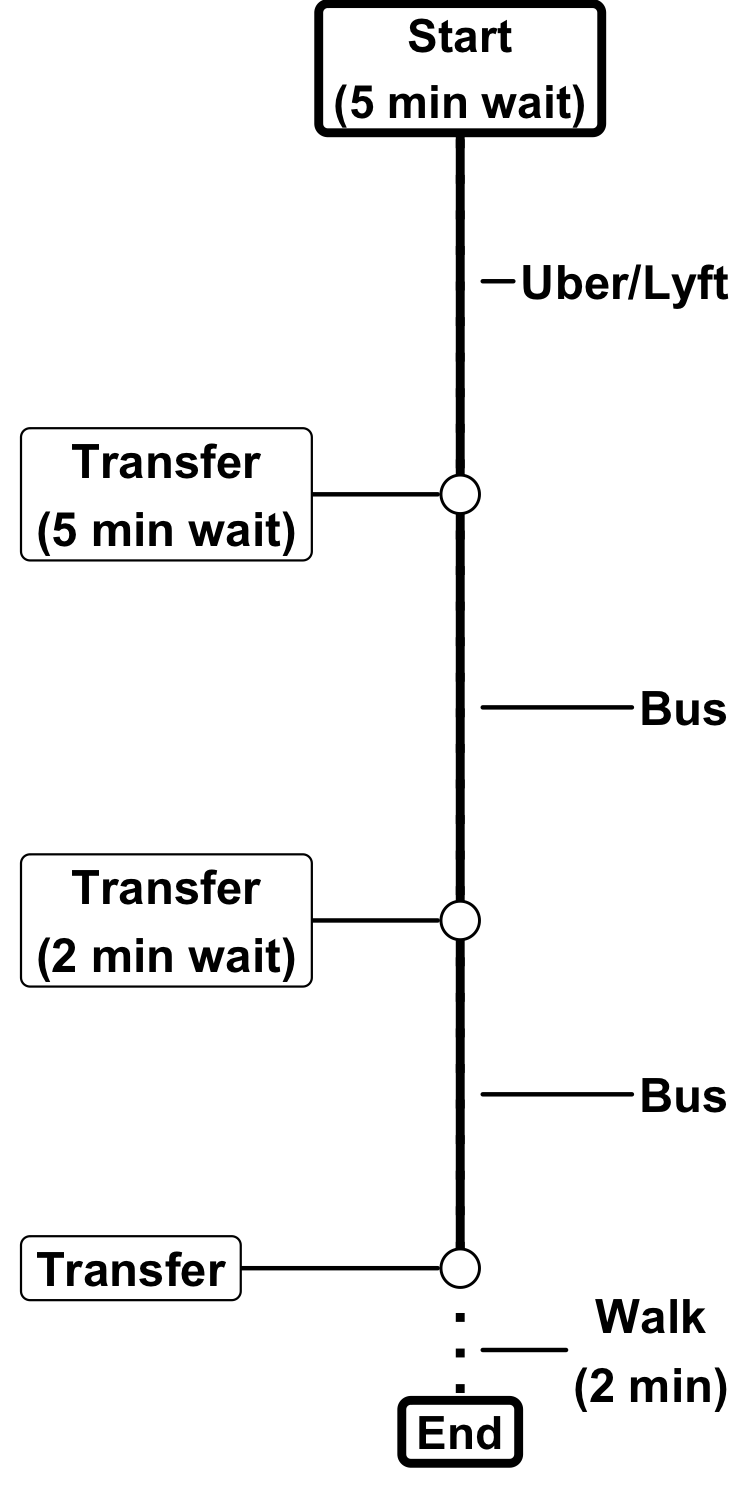 Start
(5 min wait)
Uber/Lyft
Transfer
(5 min wait)
Bus
Transfer
(2 min wait)
Bus
Transfer
Walk
(2 min)
End